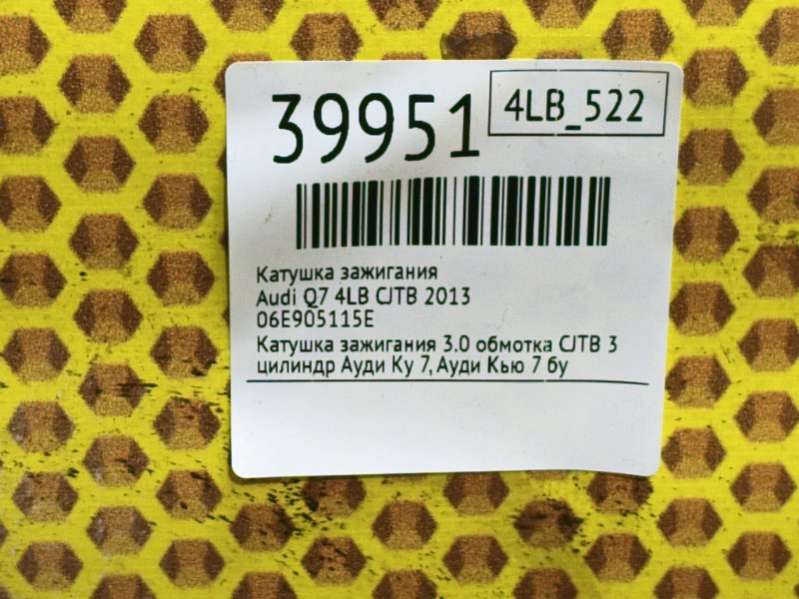 39951
4LB_522
Катушка зажигания
Audi Q7 4LB CJTB 2013
06E905115E
Катушка зажигания 3.0 обмотка CJTB 3
цилиндр Ауди Ку 7, Ауди Кью 7 бу